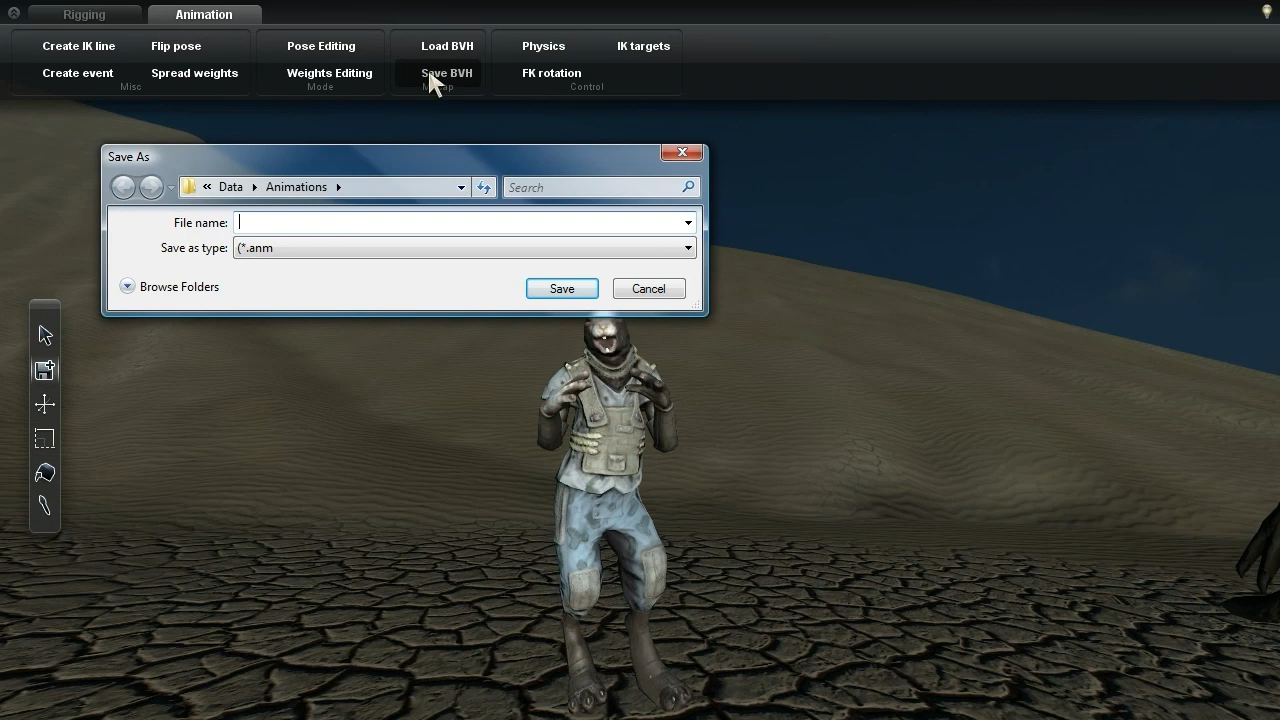 Rigging Animation
Create IK line Flip pose Pose Editing Load BVH Physics IK targets
Create event Spread weights Weights Editing Save BVH FK rotation
Misc Mode Control
Save As
« Data Animations Search
File name:
Save as type: (*.anm
Browse Folders Save Cancel